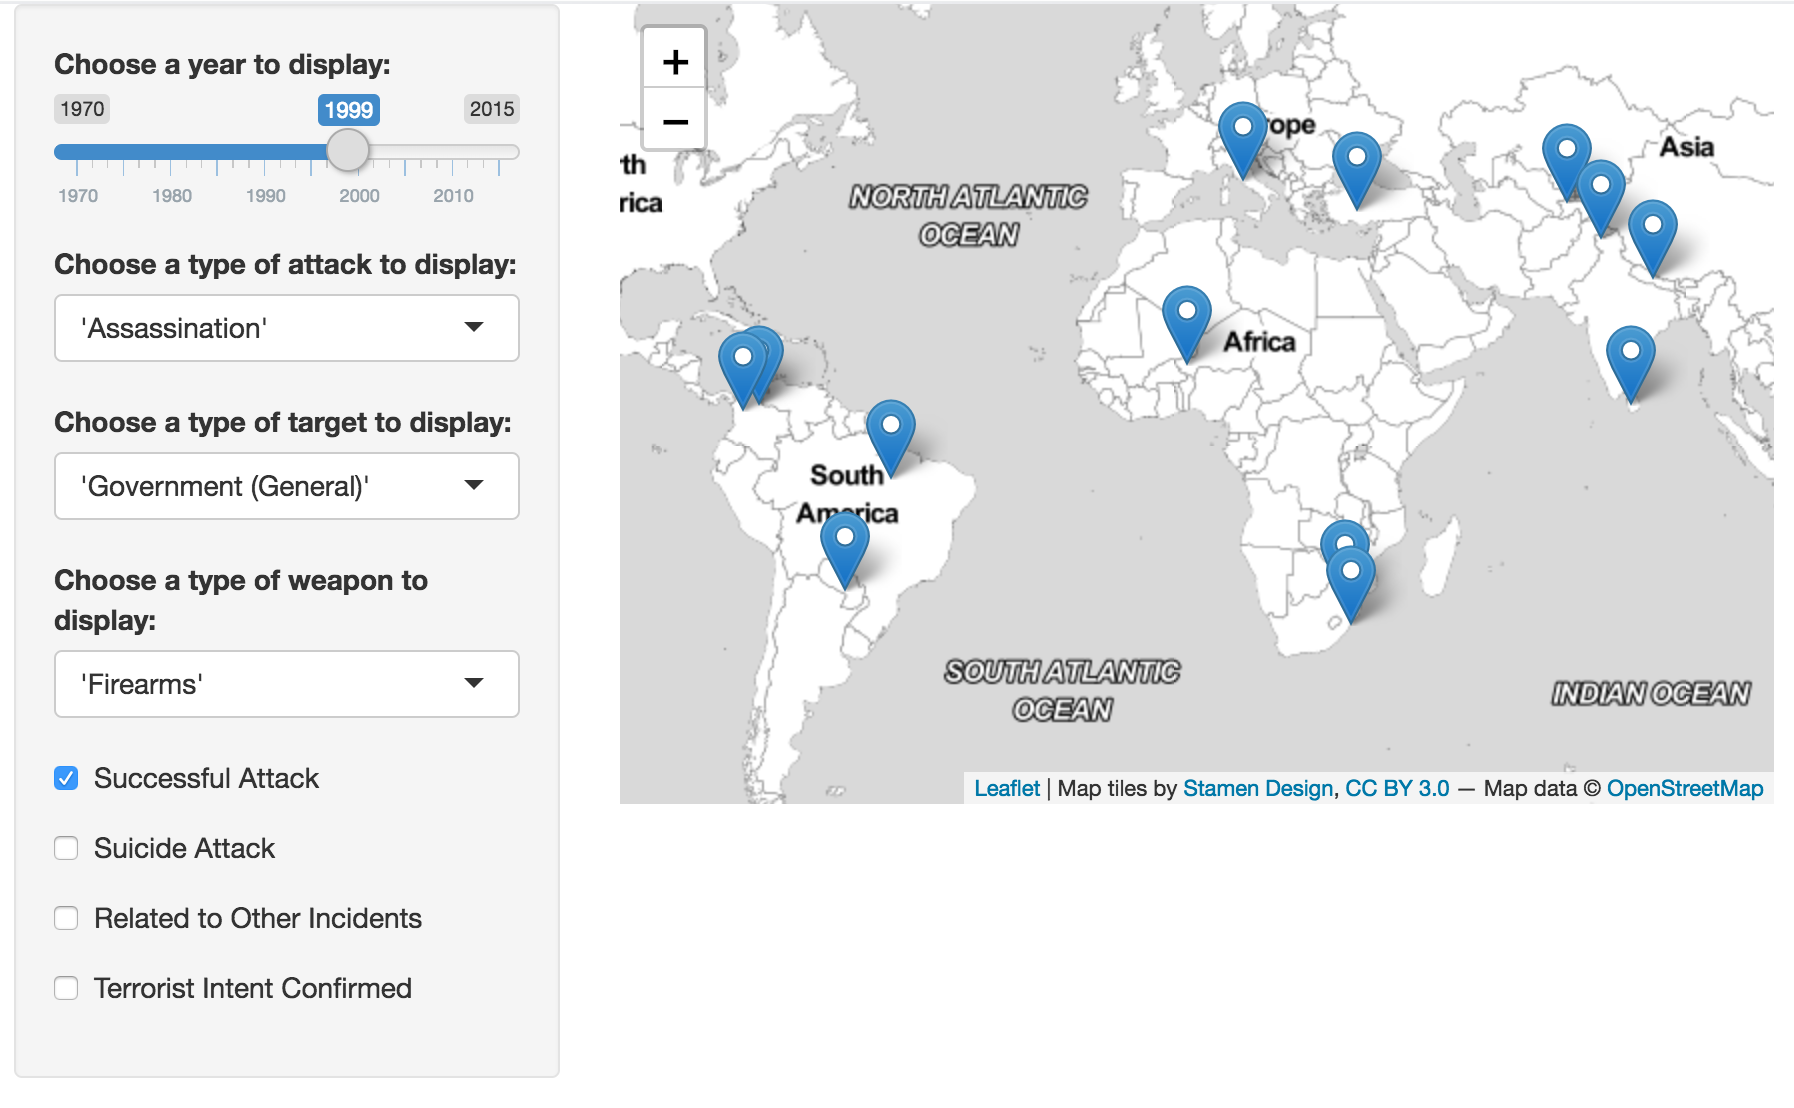 Choose a year to display:
1970
1999
2015
1970 1980 1990 2000 2010
Choose a type of attack to display:
'Assassination'
Choose a type of target to display:
'Government (General)'
Choose a type of weapon to
display:
'Firearms'
Successful Attack
Suicide Attack
Related to Other Incidents
Terrorist Intent Confirmed
+
−
th
rica
NORTH ATLANTIC
OCEAN
rope
Asia
Africa
South
America
SOUTH ATLANTIC
OCEAN
INDIAN OCEAN
Leaflet | Map tiles by Stamen Design, CC BY 3.0 — Map data © OpenStreetMap